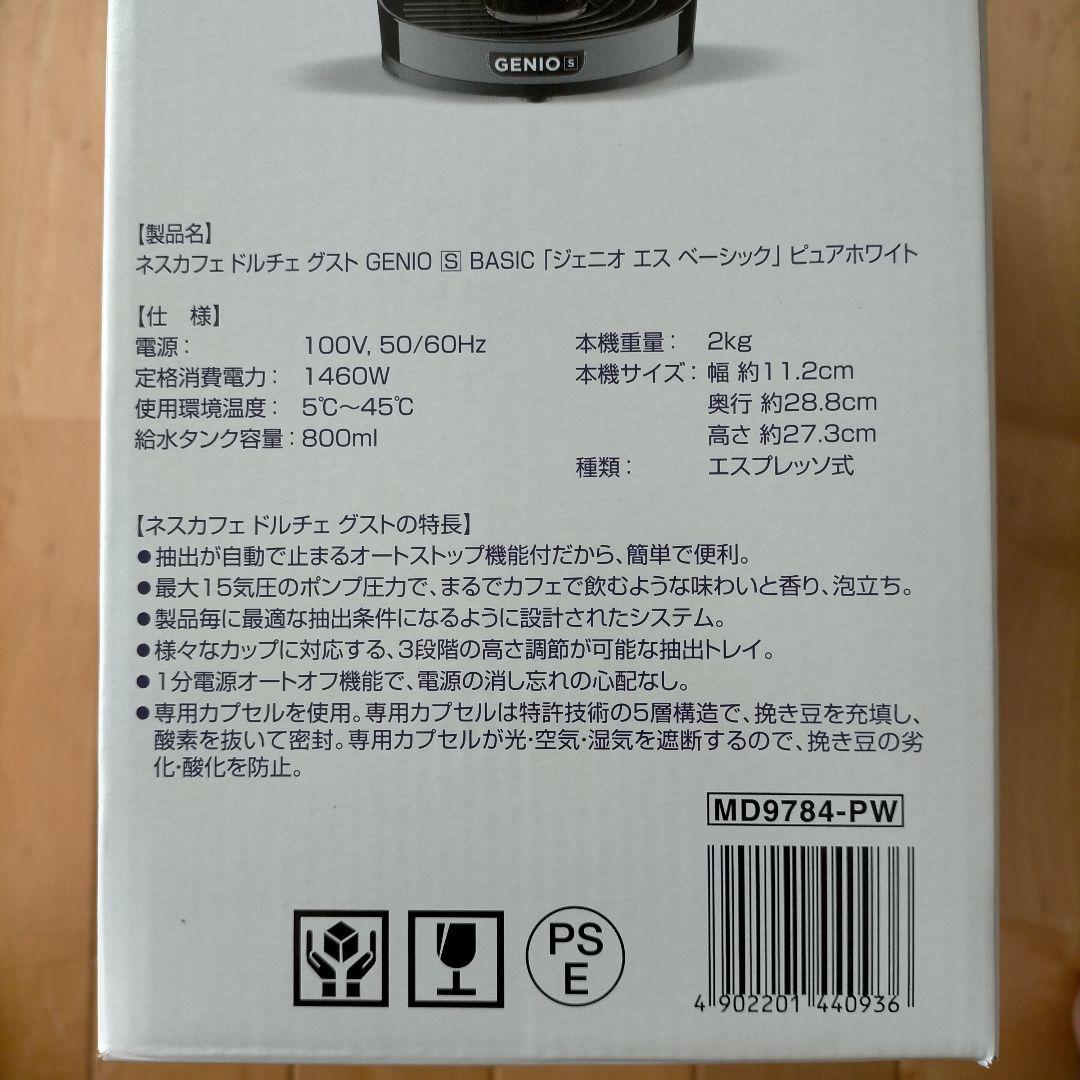 GENIO S
【製品名】
ネスカフェ ドルチェ グスト GENIO S BASIC 「ジェニオ エス ベーシック」 ピュアホワイト
【仕 様】
電源： 100V, 50/60Hz
定格消費電力： 1460W
使用環境温度： 5℃～45℃
給水タンク容量：800ml
本機重量： 2kg
本機サイズ：幅 約11.2cm
奥行 約28.8cm
高さ 約27.3cm
種類： エスプレッソ式
【ネスカフェ ドルチェ グストの特長】
●抽出が自動で止まるオートストップ機能付だから、簡単で便利。
●最大15気圧のポンプ圧力で、まるでカフェで飲むような味わいと香り、泡立ち。
●製品毎に最適な抽出条件になるように設計されたシステム。
●様々なカップに対応する、3段階の高さ調節が可能な抽出トレイ。
●1分電源オートオフ機能で、電源の消し忘れの心配なし。
●専用カプセルを使用。専用カプセルは特許技術の5層構造で、挽き豆を充填し、
酸素を抜いて密封。専用カプセルが光・空気・湿気を遮断するので、挽き豆の劣
化・酸化を防止。
MD9784-PW
PS
E
4 902201 440936